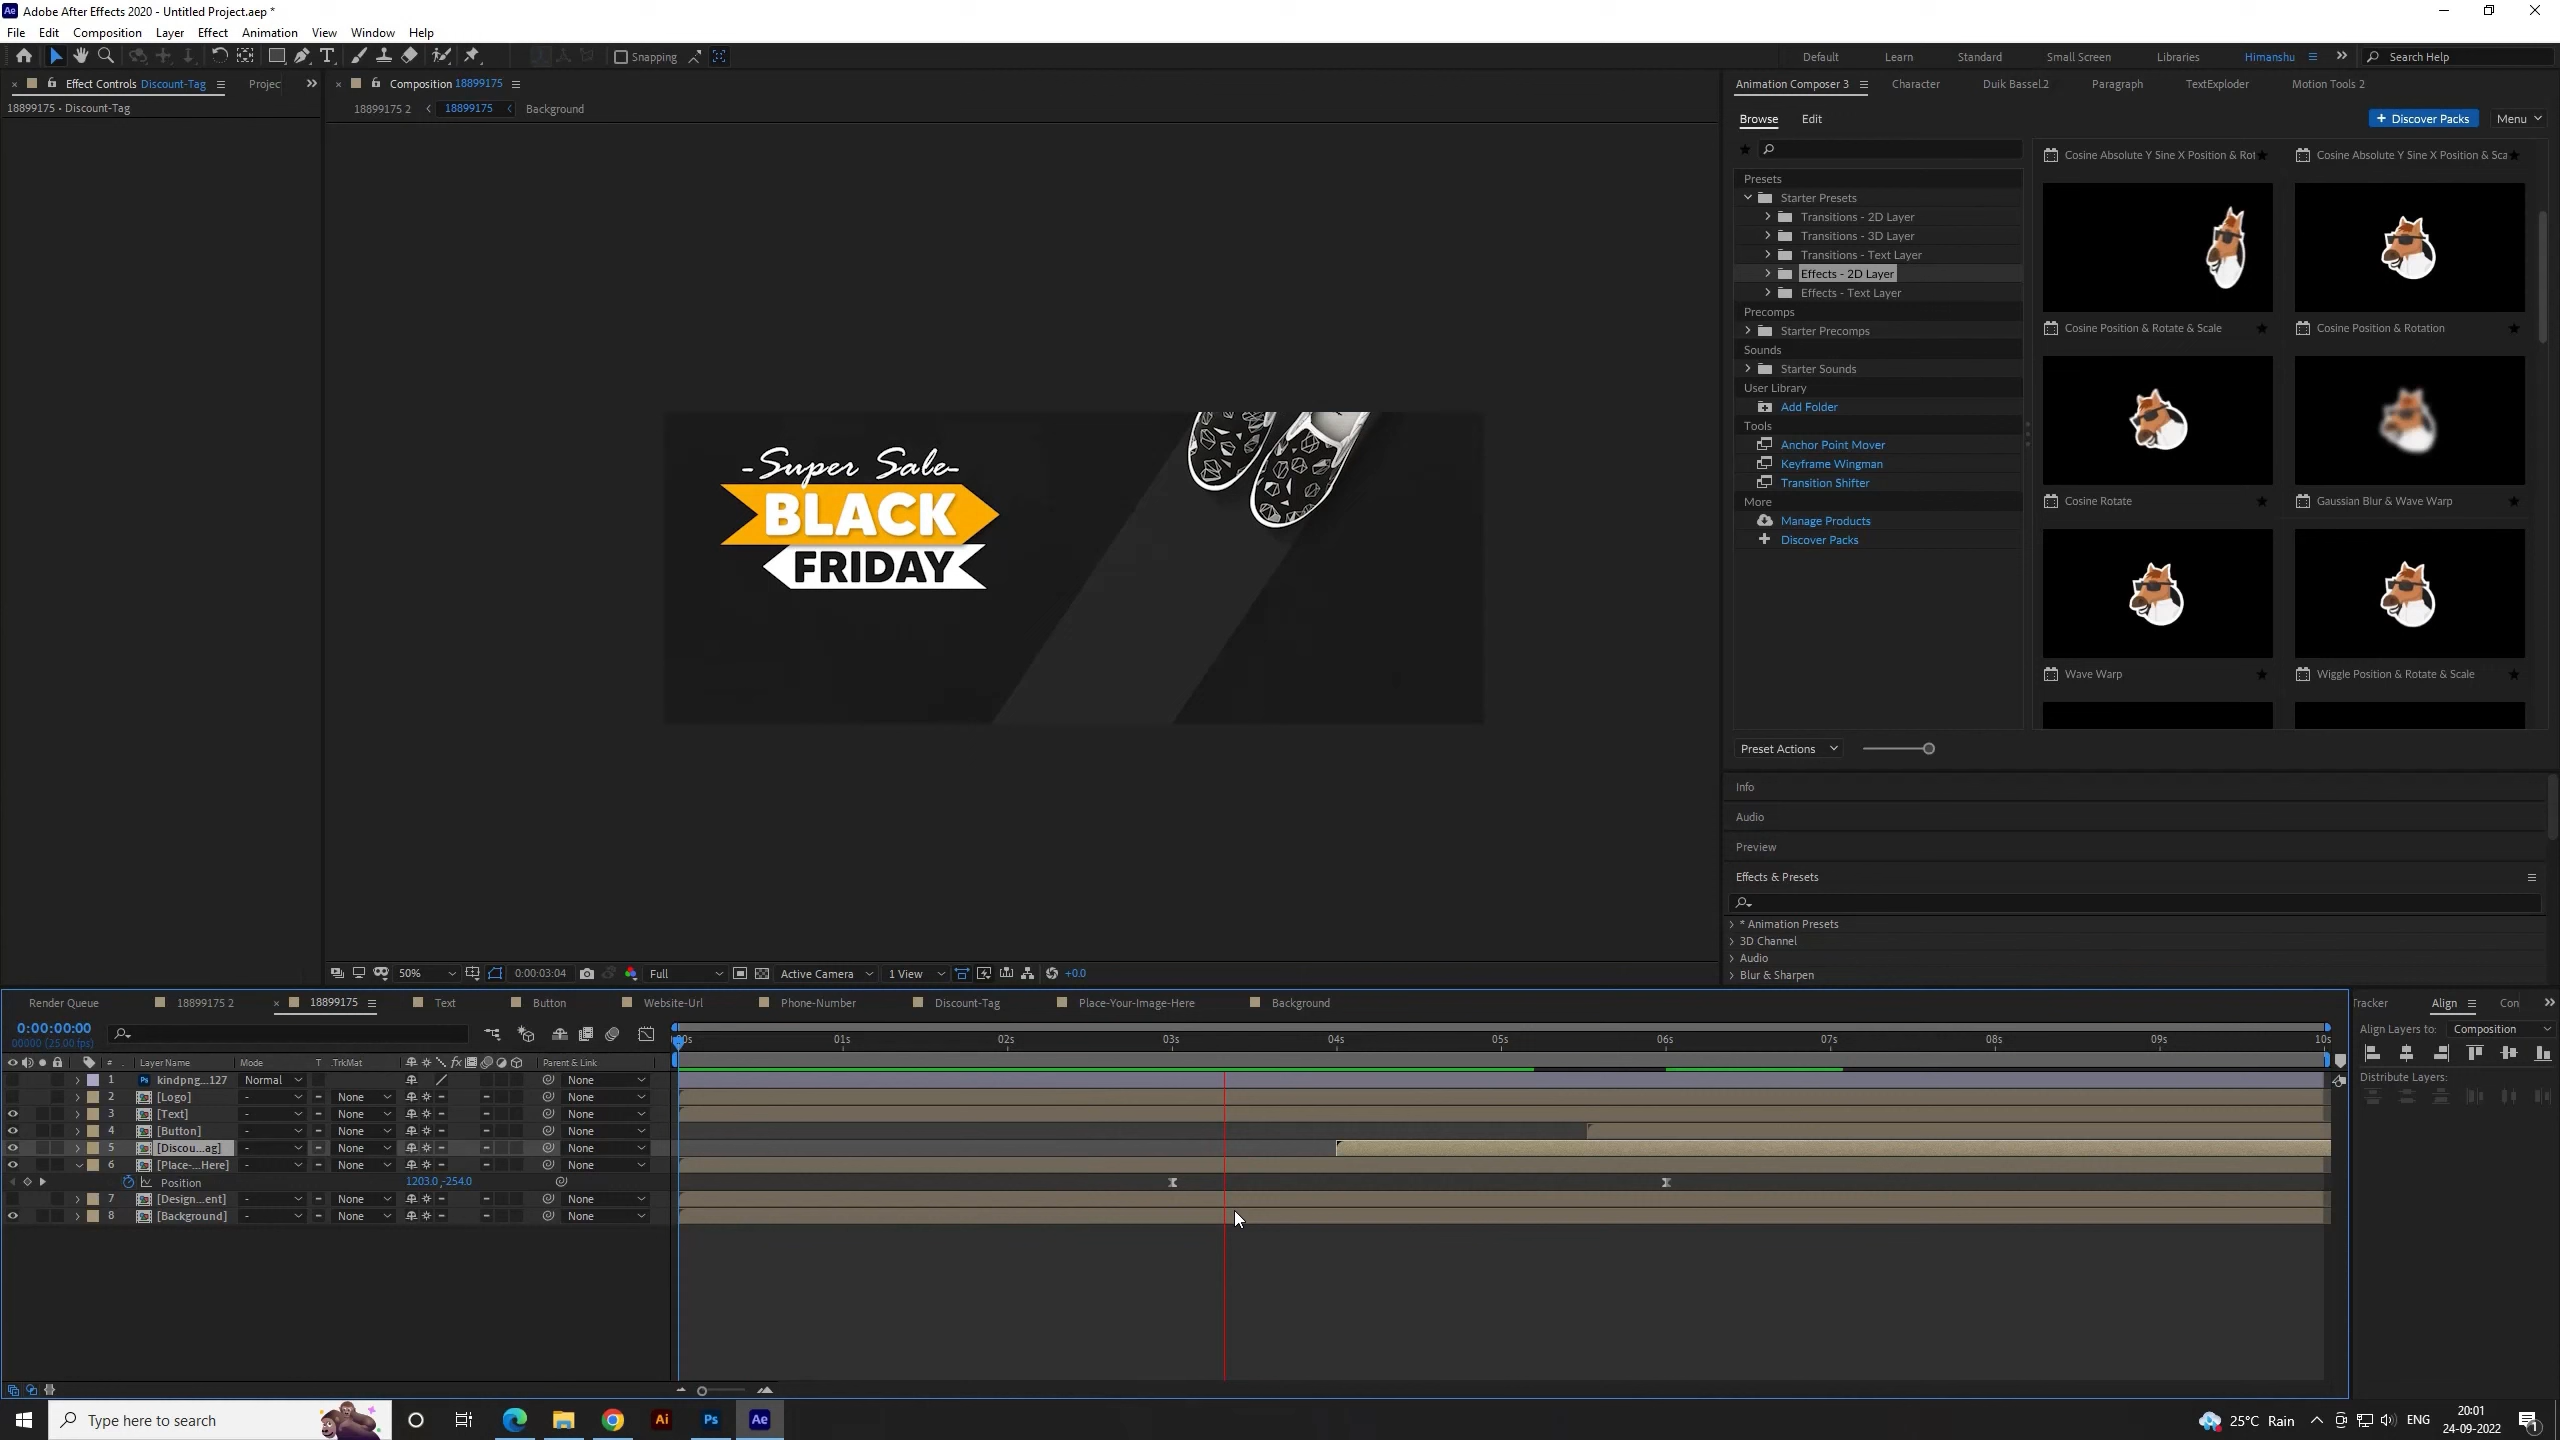 Adobe After Effects 2020 - Untitled Project.aep *
File Edit Composition Layer Effect Animation View Window Help
Snapping
Default Learn Standard Small Screen Libraries Himanshu Search Help
Effect Controls Discount-Tag Projec
18899175 • Discount-Tag
Composition 18899175
18899175 2 18899175 Background
-Super Sale-
BLACK
FRIDAY
50% 0:00:03:04 Full Active Camera 1 View +0.0
Animation Composer 3 Character Duik Bassel.2 Paragraph TextExploder Motion Tools 2
Browse Edit
+ Discover Packs Menu
Presets
Starter Presets
Transitions - 2D Layer
Transitions - 3D Layer
Transitions - Text Layer
Effects - 2D Layer
Effects - Text Layer
Precomps
Starter Precomps
Sounds
Starter Sounds
User Library
Add Folder
Tools
Anchor Point Mover
Keyframe Wingman
Transition Shifter
More
Manage Products
Discover Packs
Cosine Absolute Y Sine X Position & Rot Cosine Absolute Y Sine X Position & Sca
Cosine Position & Rotate & Scale Cosine Position & Rotation
Cosine Rotate Gaussian Blur & Wave Warp
Wave Warp Wiggle Position & Rotate & Scale
Preset Actions
Info
Audio
Preview
Effects & Presets
* Animation Presets
3D Channel
Audio
Blur & Sharpen
Render Queue 18899175 2 18899175 Text Button Website-Url Phone-Number Discount-Tag Place-Your-Image-Here Background
0:00:00:00
00000 (25.00 fps)
# Layer Name Mode T .TrkMat Parent & Link
1 kindpng...127 Normal None
2 [Logo] - None None
3 [Text] - None None
4 [Button] - None None
5 [Discou...ag] - None None
6 [Place-...Here] - None None
Position 1203.0,-254.0
7 [Design...ent] - None None
8 [Background] - None None
00s 01s 02s 03s 04s 05s 06s 07s 08s 09s 10s
Tracker Align Con
Align Layers to: Composition
Distribute Layers:
Type here to search
Ai Ps Ae
25°C Rain ENG 20:01
24-09-2022